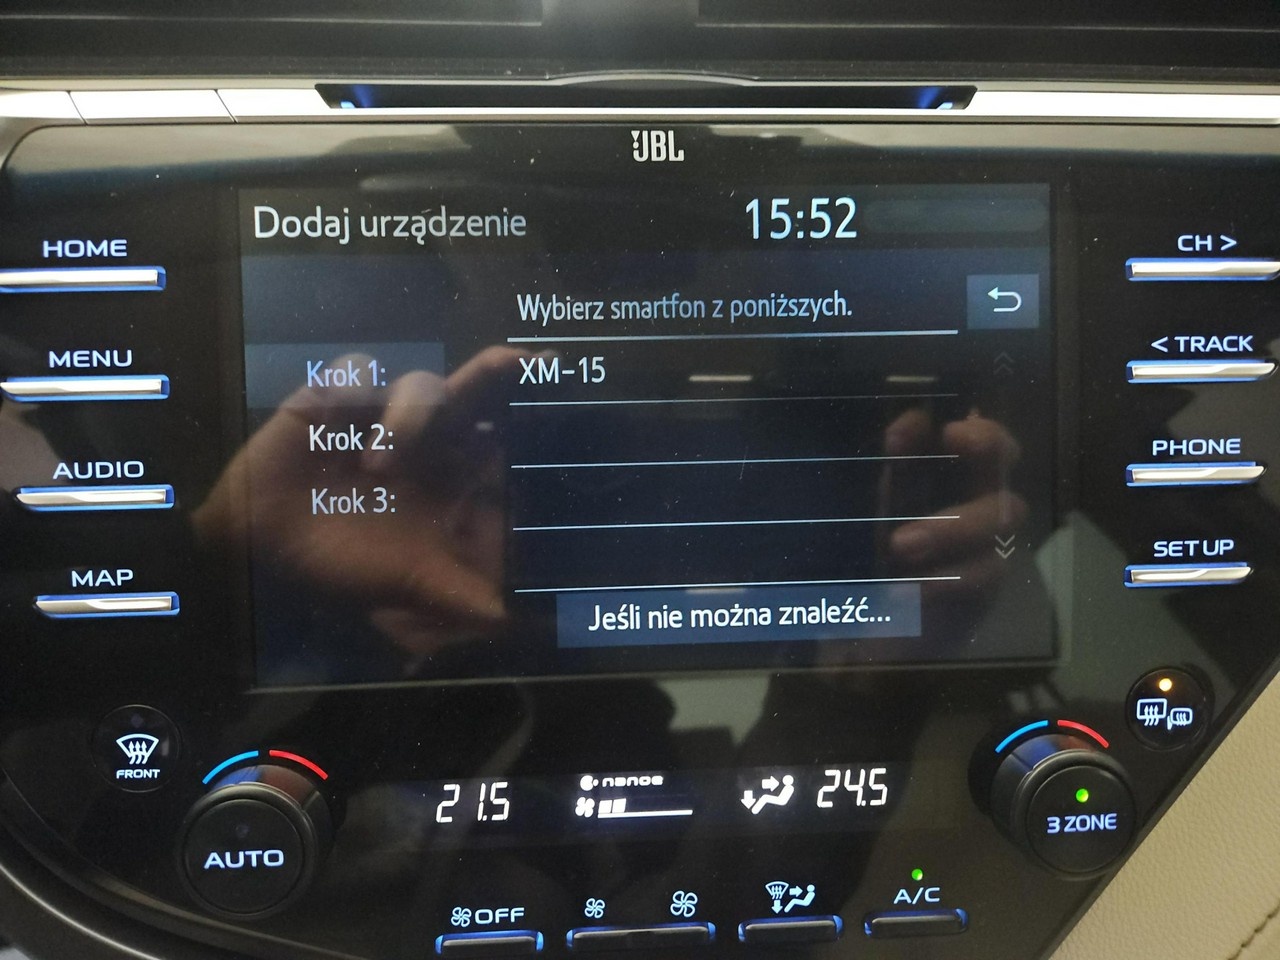 JBL
Dodaj urządzenie
15:52
HOME
CH >
Wybierz smartfon z poniższych.
MENU
< TRACK
Krok 1:
XM-15
Krok 2:
PHONE
AUDIO
Krok 3:
SETUP
MAP
Jeśli nie można znaleźć...
FRONT
21.5
nanoe
24.5
3 ZONE
AUTO
OFF
A/C